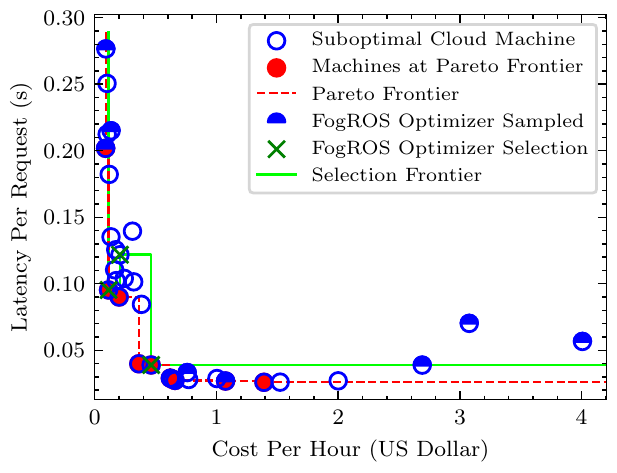 0.30
0.25
0.20
0.15
0.10
0.05
Latency Per Request (s)
Suboptimal Cloud Machine
Machines at Pareto Frontier
Pareto Frontier
FogROS Optimizer Sampled
FogROS Optimizer Selection
Selection Frontier
0 1 2 3 4
Cost Per Hour (US Dollar)